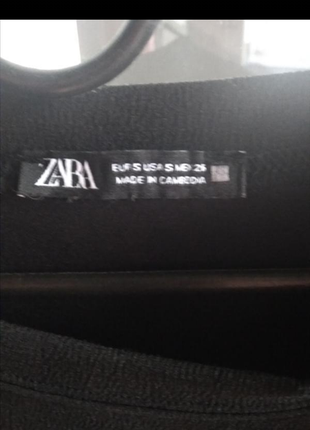 ZARA
EUR S USA S MEX 26
MADE IN CAMBODIA